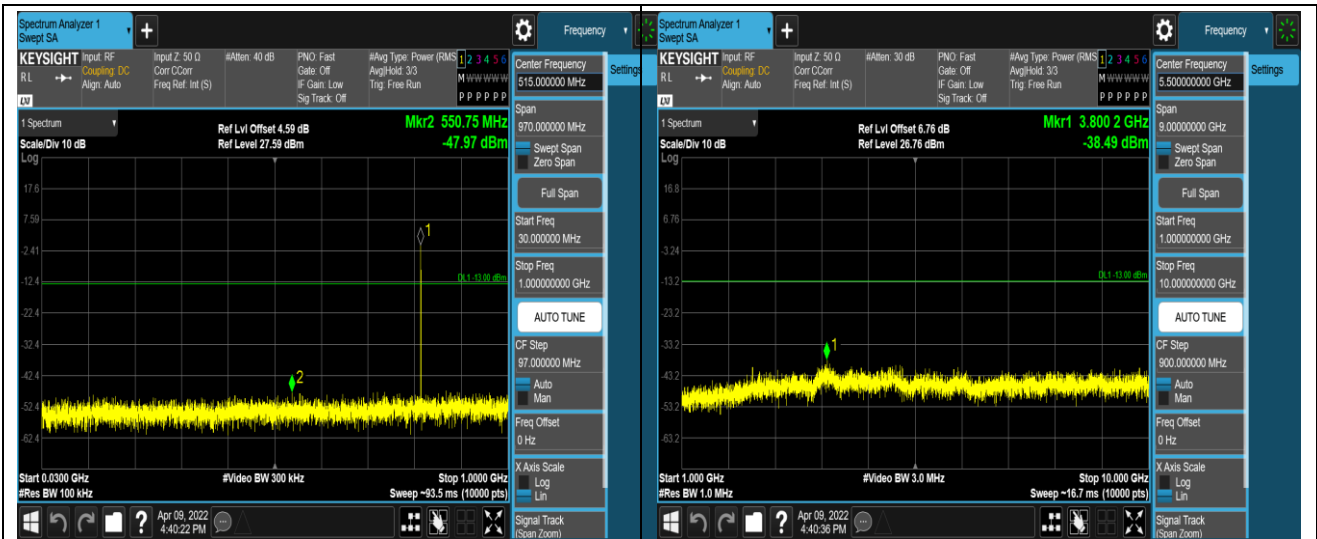 Spectrum Analyzer 1
Swept SA
+
Frequency
KEYSIGHT
Input: RF
Input Z: 50 Ω
#Atten: 40 dB
PNO: Fast
#Avg Type: Power (RMS
1 2 3 4 5 6
RL
Coupling: DC
Corr CCorr
Gate: Off
Avg|Hold: 3/3
M W W W W W
Align: Auto
Freq Ref: Int (S)
IF Gain: Low
Trig: Free Run
Sig Track: Off
P P P P P P
LXI
1 Spectrum
Ref Lvl Offset 4.59 dB
Mkr2 550.75 MHz
Scale/Div 10 dB
Ref Level 27.59 dBm
-47.97 dBm
Log
17.6
7.59
-2.41
-12.4
-22.4
-32.4
-42.4
-52.4
-62.4
1
DL1 -13.00 dBm
2
Start 0.0300 GHz
#Video BW 300 kHz
Stop 1.0000 GHz
#Res BW 100 kHz
Sweep ~93.5 ms (10000 pts)
Center Frequency
515.000000 MHz
Settings
Span
970.000000 MHz
Swept Span
Zero Span
Full Span
Start Freq
30.000000 MHz
Stop Freq
1.000000000 GHz
AUTO TUNE
CF Step
97.000000 MHz
Auto
Man
Freq Offset
0 Hz
X Axis Scale
Log
Lin
Signal Track
(Span Zoom)
?
Apr 09, 2022
4:40:22 PM
Spectrum Analyzer 1
Swept SA
+
Frequency
KEYSIGHT
Input: RF
Input Z: 50 Ω
#Atten: 30 dB
PNO: Fast
#Avg Type: Power (RMS
1 2 3 4 5 6
RL
Coupling: DC
Corr CCorr
Gate: Off
Avg|Hold: 3/3
M W W W W W
Align: Auto
Freq Ref: Int (S)
IF Gain: Low
Trig: Free Run
Sig Track: Off
P P P P P P
LXI
1 Spectrum
Ref Lvl Offset 6.76 dB
Mkr1 3.800 2 GHz
Scale/Div 10 dB
Ref Level 26.76 dBm
-38.49 dBm
Log
16.8
6.76
-3.24
-13.2
-23.2
-33.2
-43.2
-53.2
-63.2
DL1 -13.00 dBm
1
Start 1.000 GHz
#Video BW 3.0 MHz
Stop 10.000 GHz
#Res BW 1.0 MHz
Sweep ~16.7 ms (10000 pts)
Center Frequency
5.500000000 GHz
Settings
Span
9.00000000 GHz
Swept Span
Zero Span
Full Span
Start Freq
1.000000000 GHz
Stop Freq
10.000000000 GHz
AUTO TUNE
CF Step
900.000000 MHz
Auto
Man
Freq Offset
0 Hz
X Axis Scale
Log
Lin
Signal Track
(Span Zoom)
?
Apr 09, 2022
4:40:36 PM